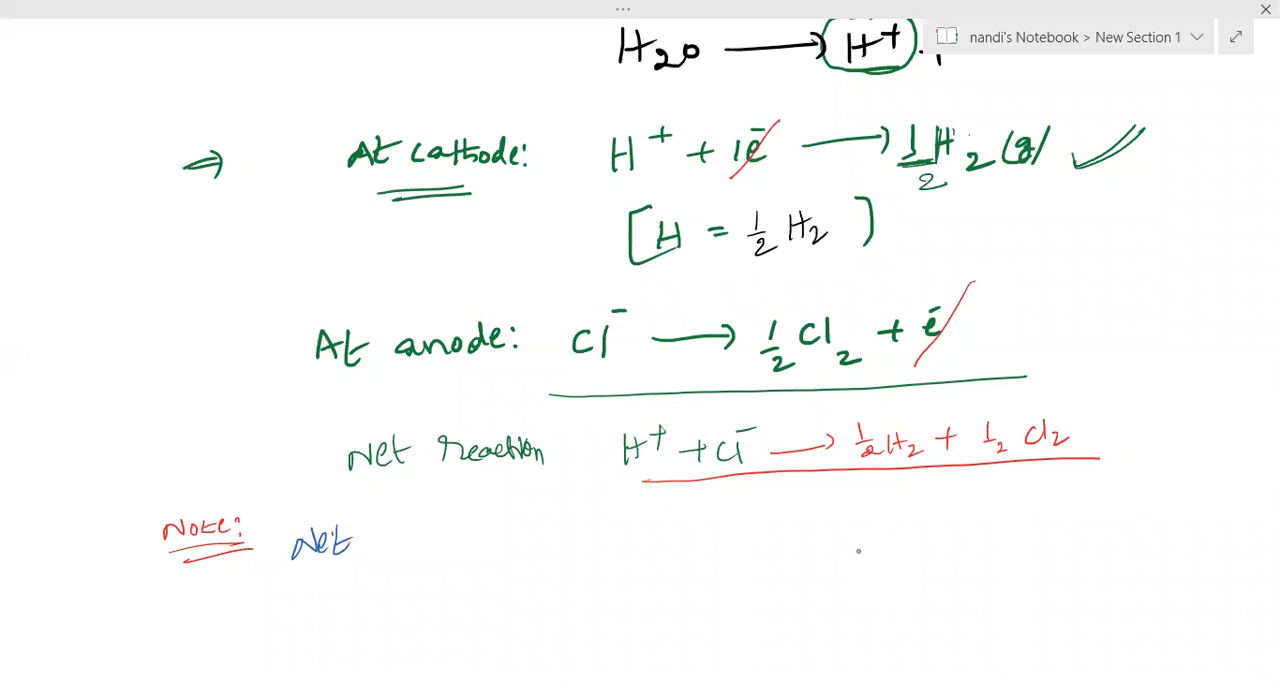 nandi's Notebook > New Section 1
H₂O ⟶ H⁺ +
⇒ At cathode: H⁺ + 1e̅ ⟶ 1/2 H₂ (g)
[H = 1/2 H₂]
At anode: Cl⁻ ⟶ 1/2 Cl₂ + e̅
Net reaction H⁺ + Cl⁻ ⟶ 1/2 H₂ + 1/2 Cl₂
Note: Net